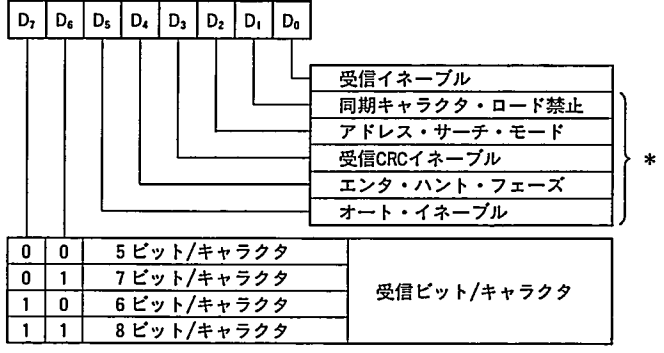 D₇ D₆ D₅ D₄ D₃ D₂ D₁ D₀
受信イネーブル
同期キャラクタ・ロード禁止
アドレス・サーチ・モード
受信CRCイネーブル
エンタ・ハント・フェーズ
オート・イネーブル
*
0 0 5ビット/キャラクタ
0 1 7ビット/キャラクタ
受信ビット/キャラクタ
1 0 6ビット/キャラクタ
1 1 8ビット/キャラクタ